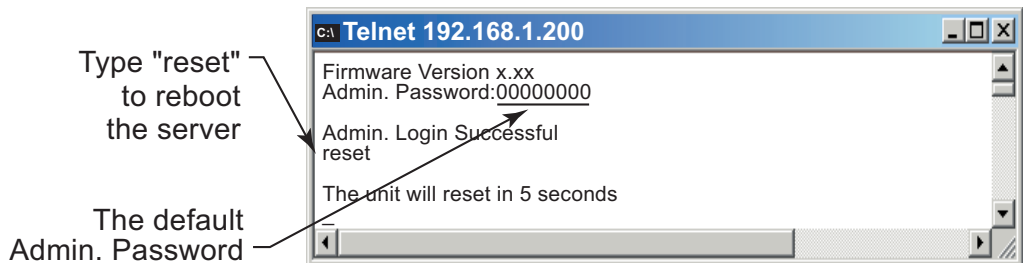 Type "reset"
to reboot
the server
The default
Admin. Password
C:\ Telnet 192.168.1.200
Firmware Version x.xx
Admin. Password:00000000
Admin. Login Successful
reset
The unit will reset in 5 seconds
_